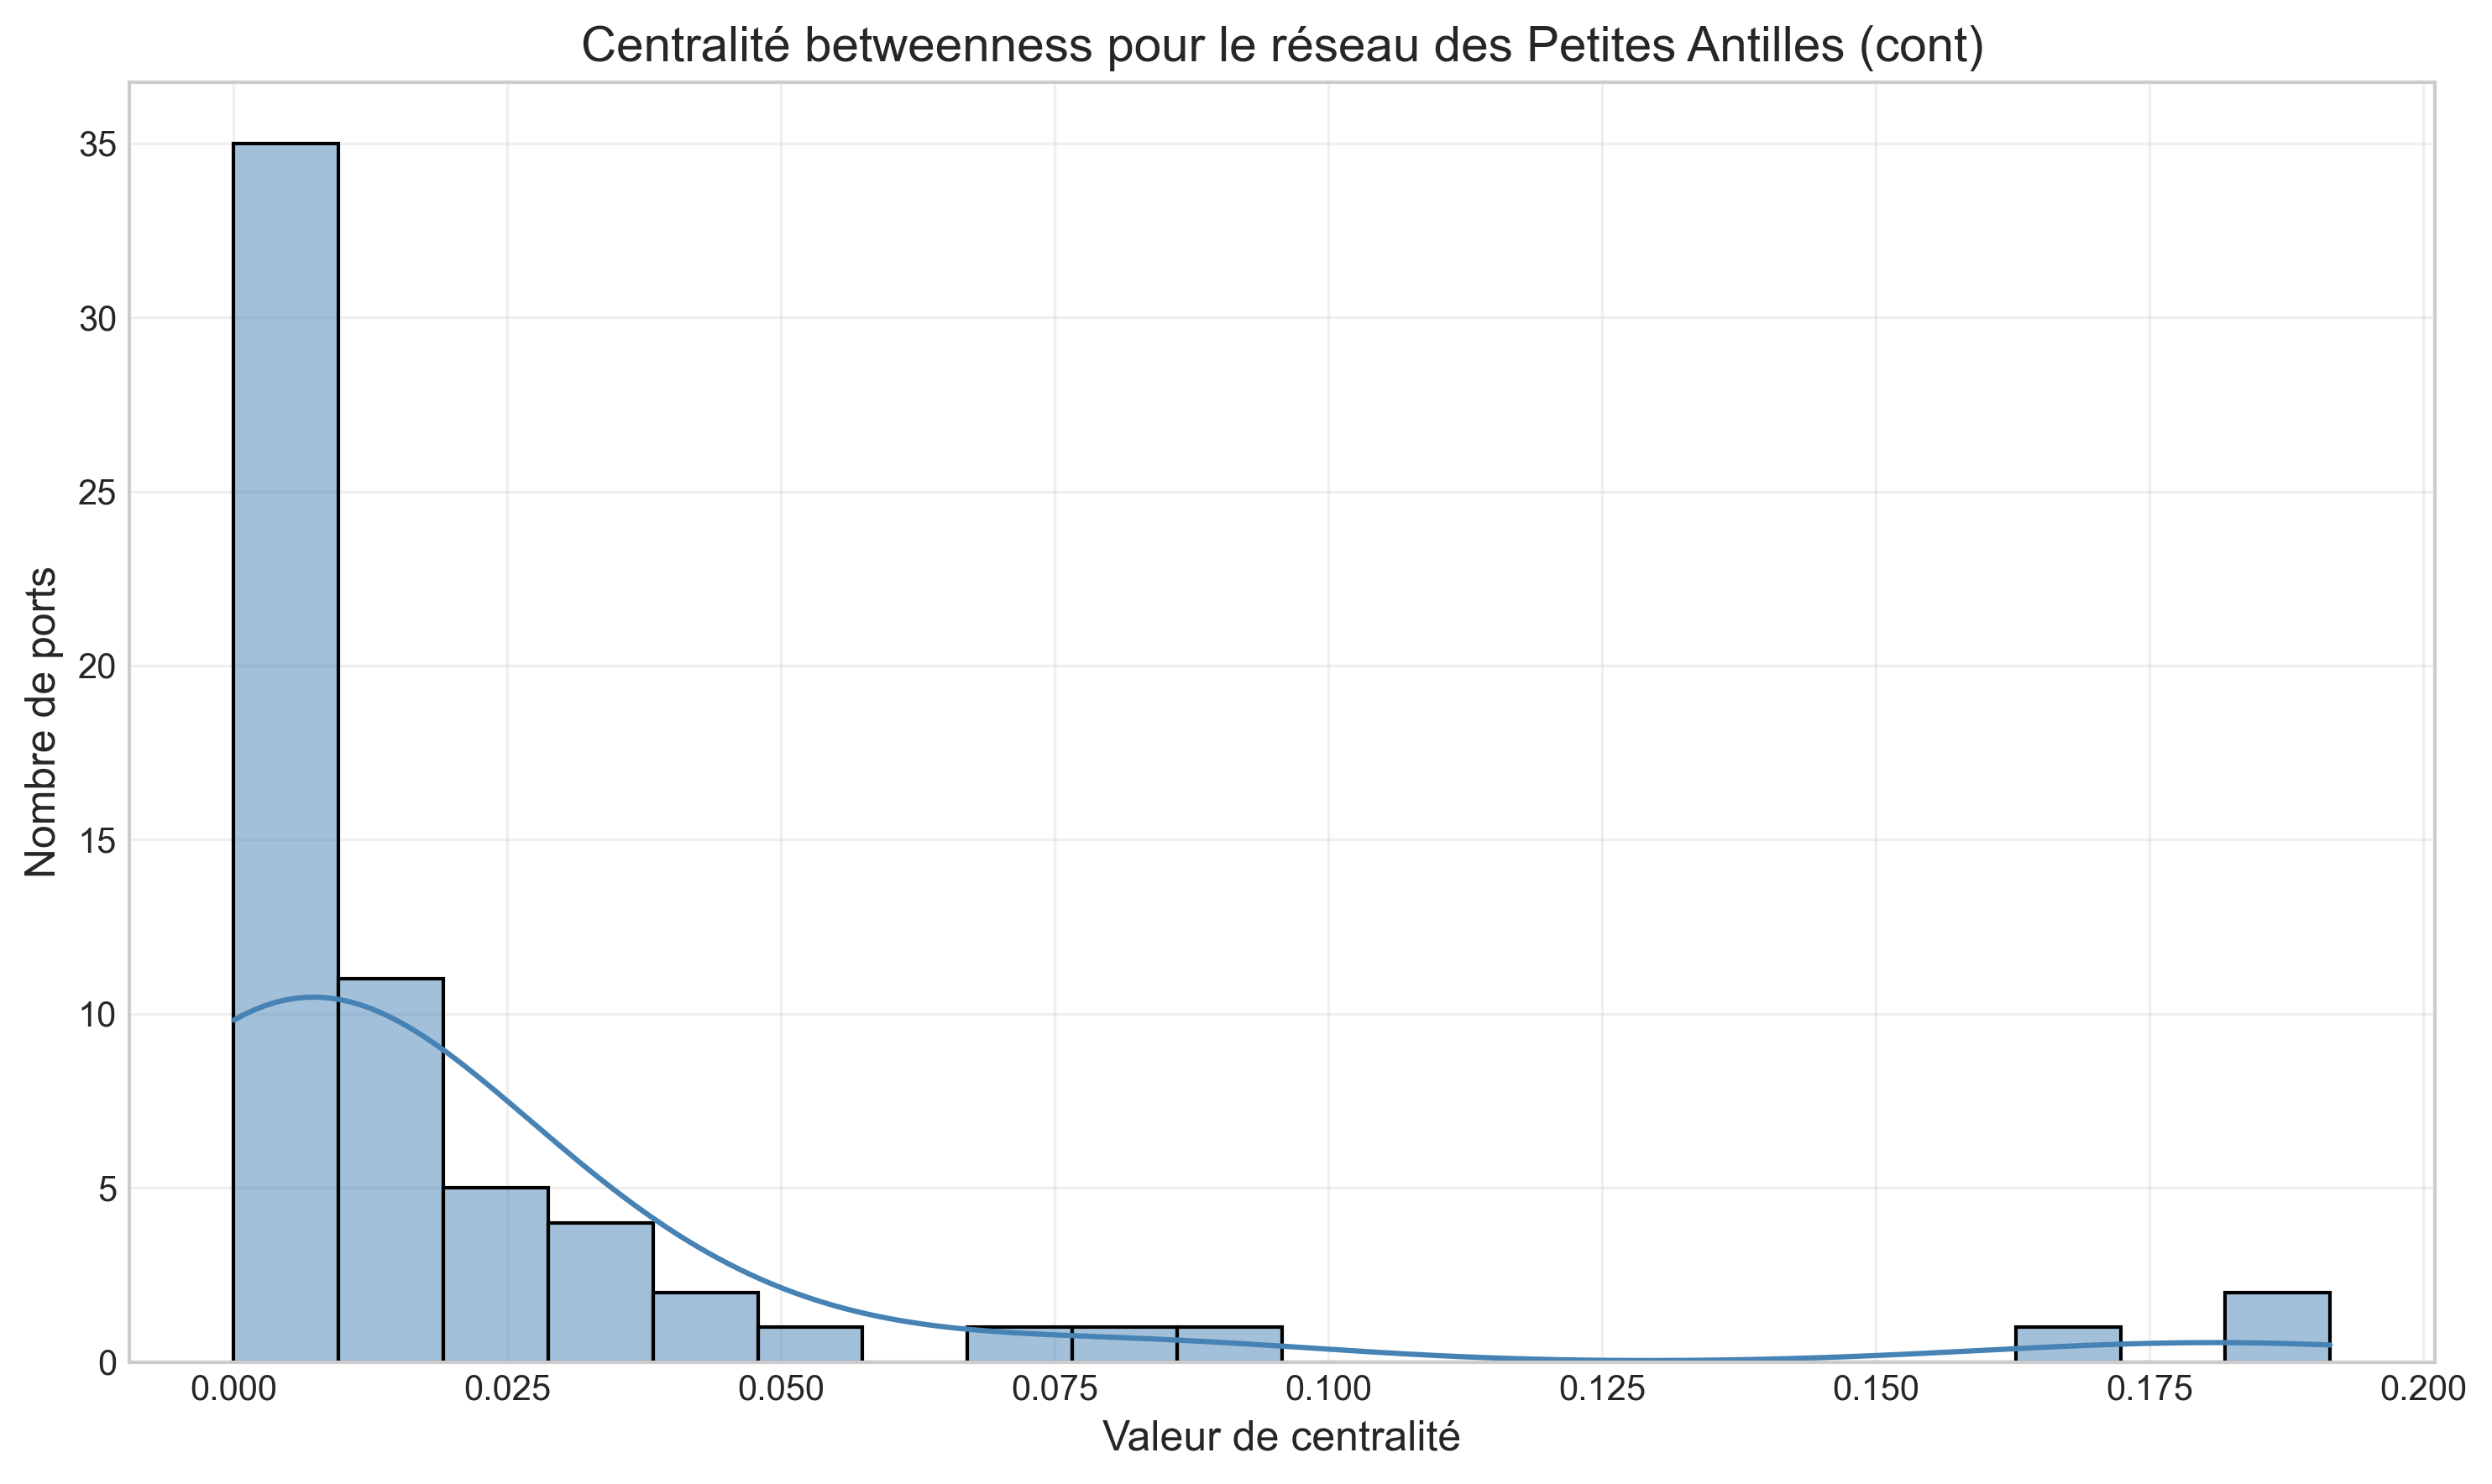 Centralité betweenness pour le réseau des Petites Antilles (cont)
35
30
25
20
15
10
5
0
Nombre de ports
0.000 0.025 0.050 0.075 0.100 0.125 0.150 0.175 0.200
Valeur de centralité